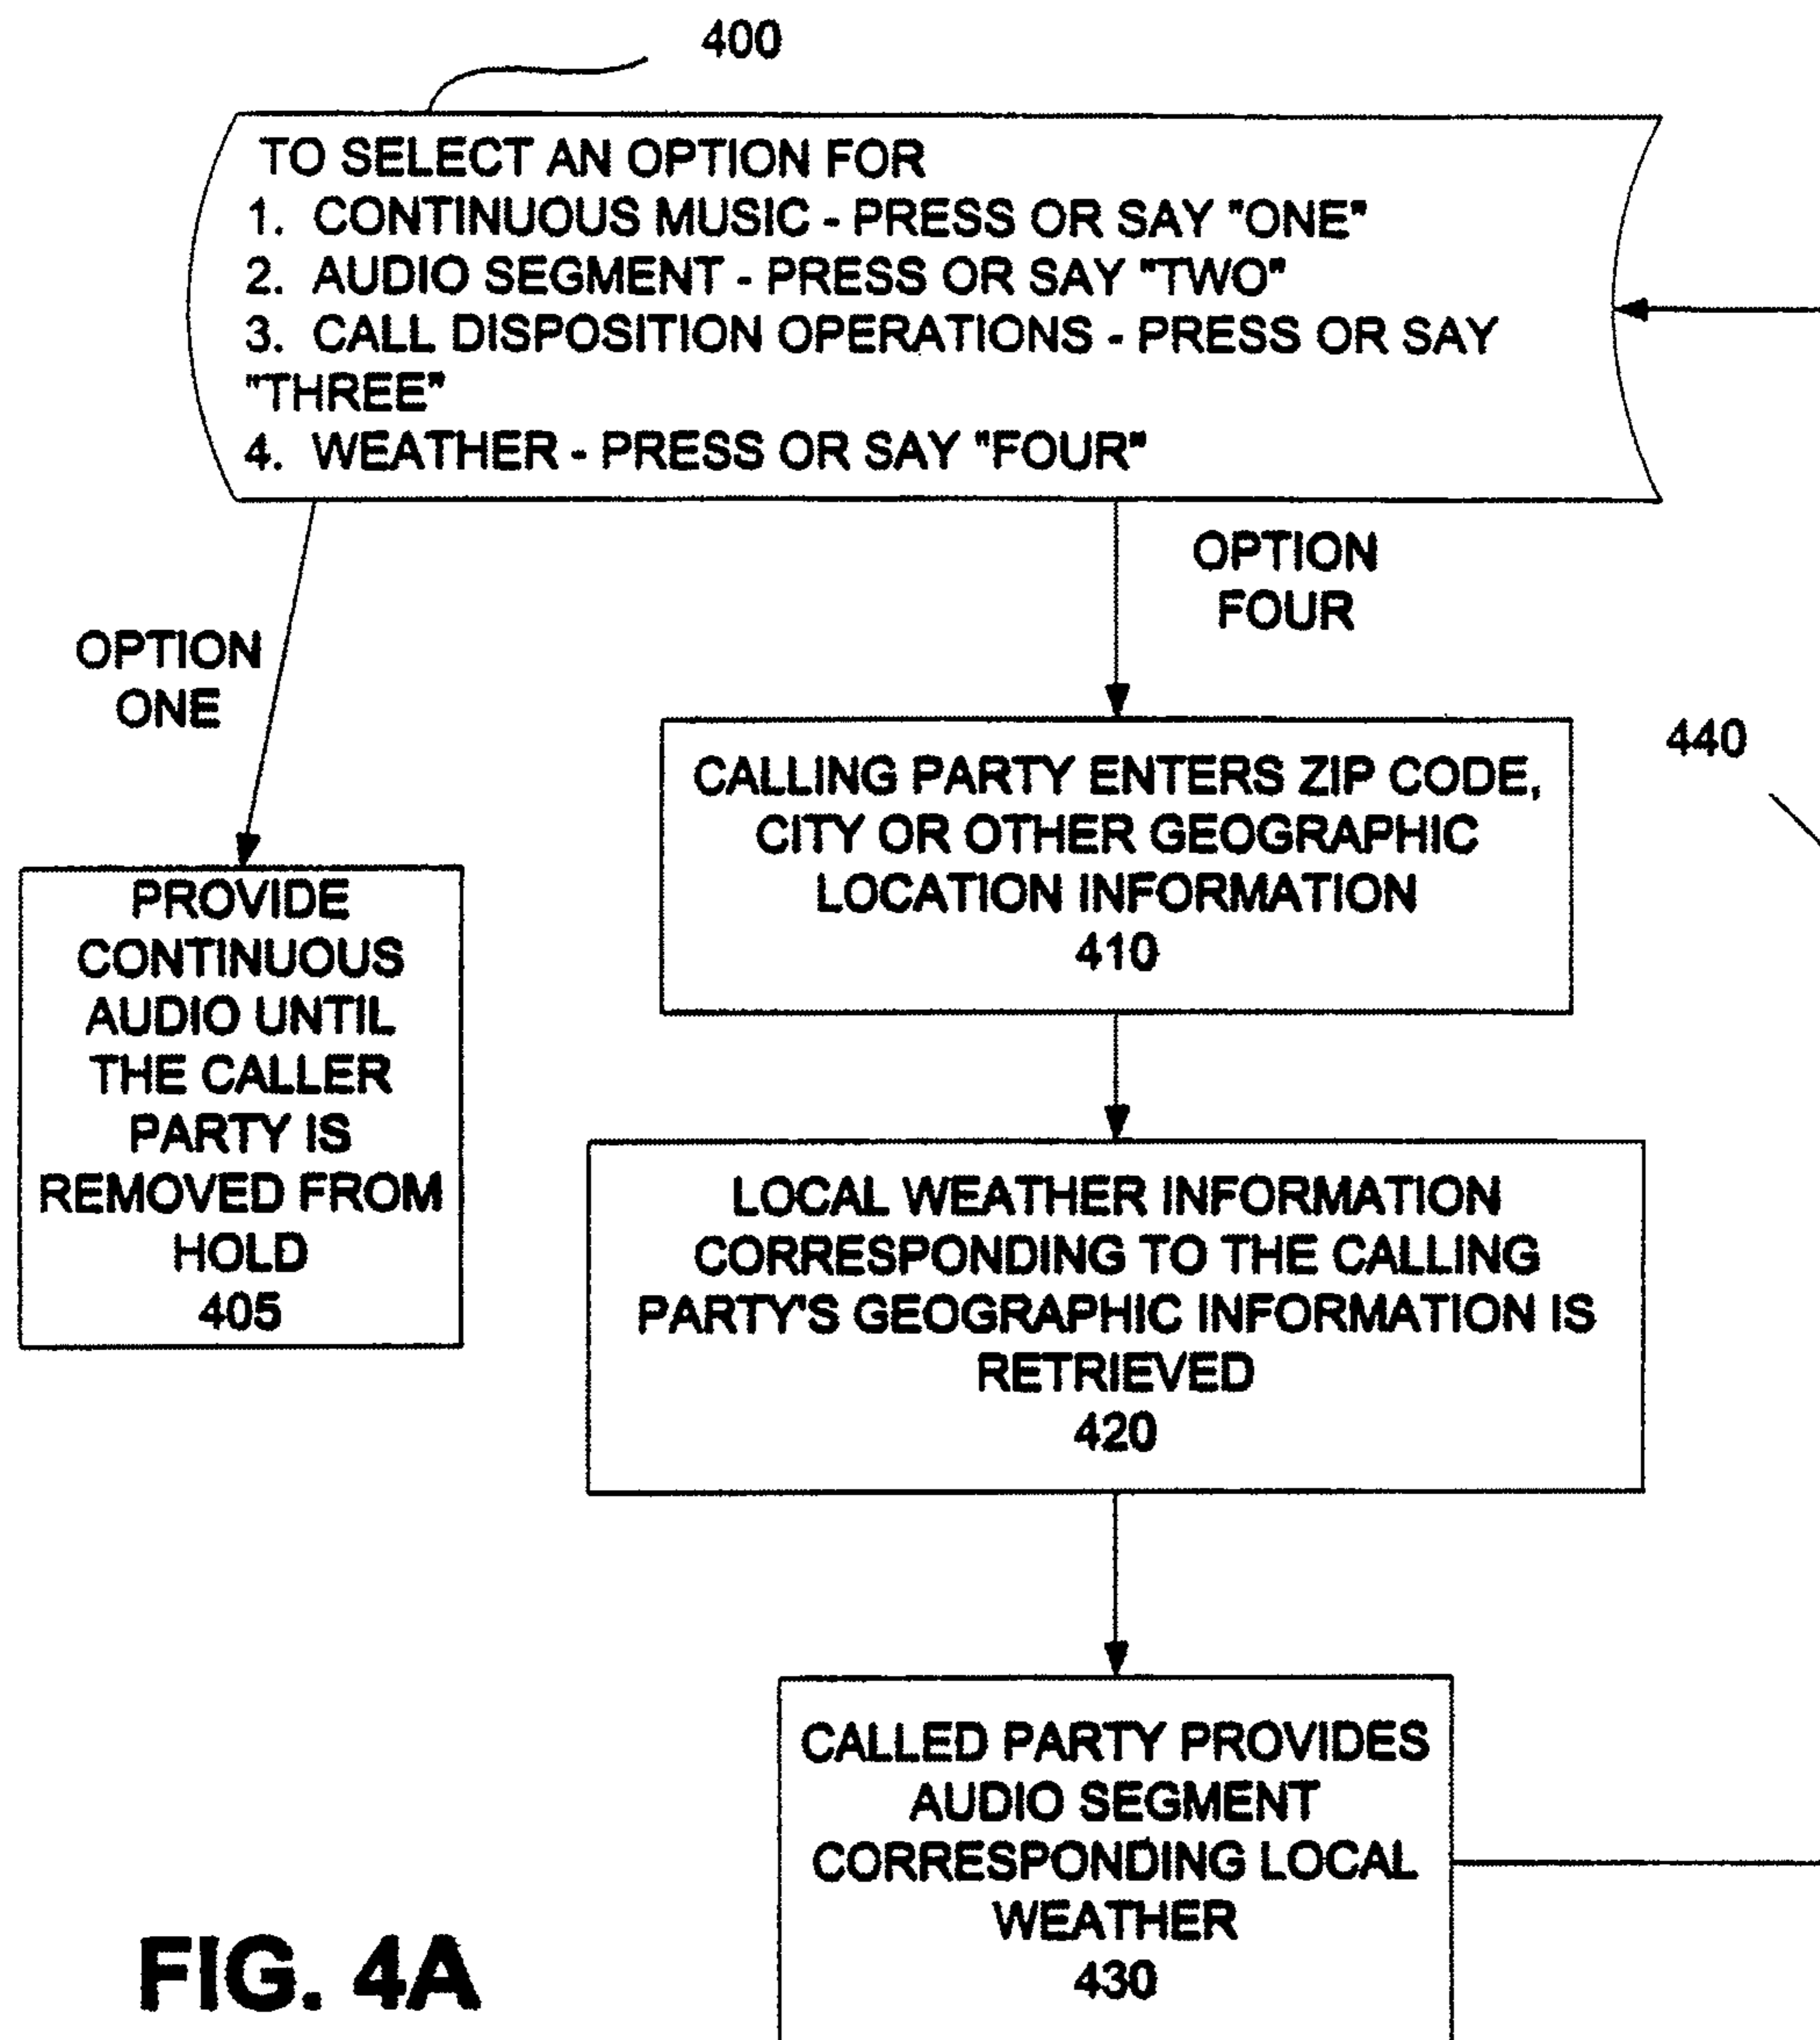 400
TO SELECT AN OPTION FOR
1. CONTINUOUS MUSIC - PRESS OR SAY "ONE"
2. AUDIO SEGMENT - PRESS OR SAY "TWO"
3. CALL DISPOSITION OPERATIONS - PRESS OR SAY
"THREE"
4. WEATHER - PRESS OR SAY "FOUR"
OPTION
ONE
OPTION
FOUR
PROVIDE
CONTINUOUS
AUDIO UNTIL
THE CALLER
PARTY IS
REMOVED FROM
HOLD
405
CALLING PARTY ENTERS ZIP CODE,
CITY OR OTHER GEOGRAPHIC
LOCATION INFORMATION
410
440
LOCAL WEATHER INFORMATION
CORRESPONDING TO THE CALLING
PARTY'S GEOGRAPHIC INFORMATION IS
RETRIEVED
420
CALLED PARTY PROVIDES
AUDIO SEGMENT
CORRESPONDING LOCAL
WEATHER
430
FIG. 4A